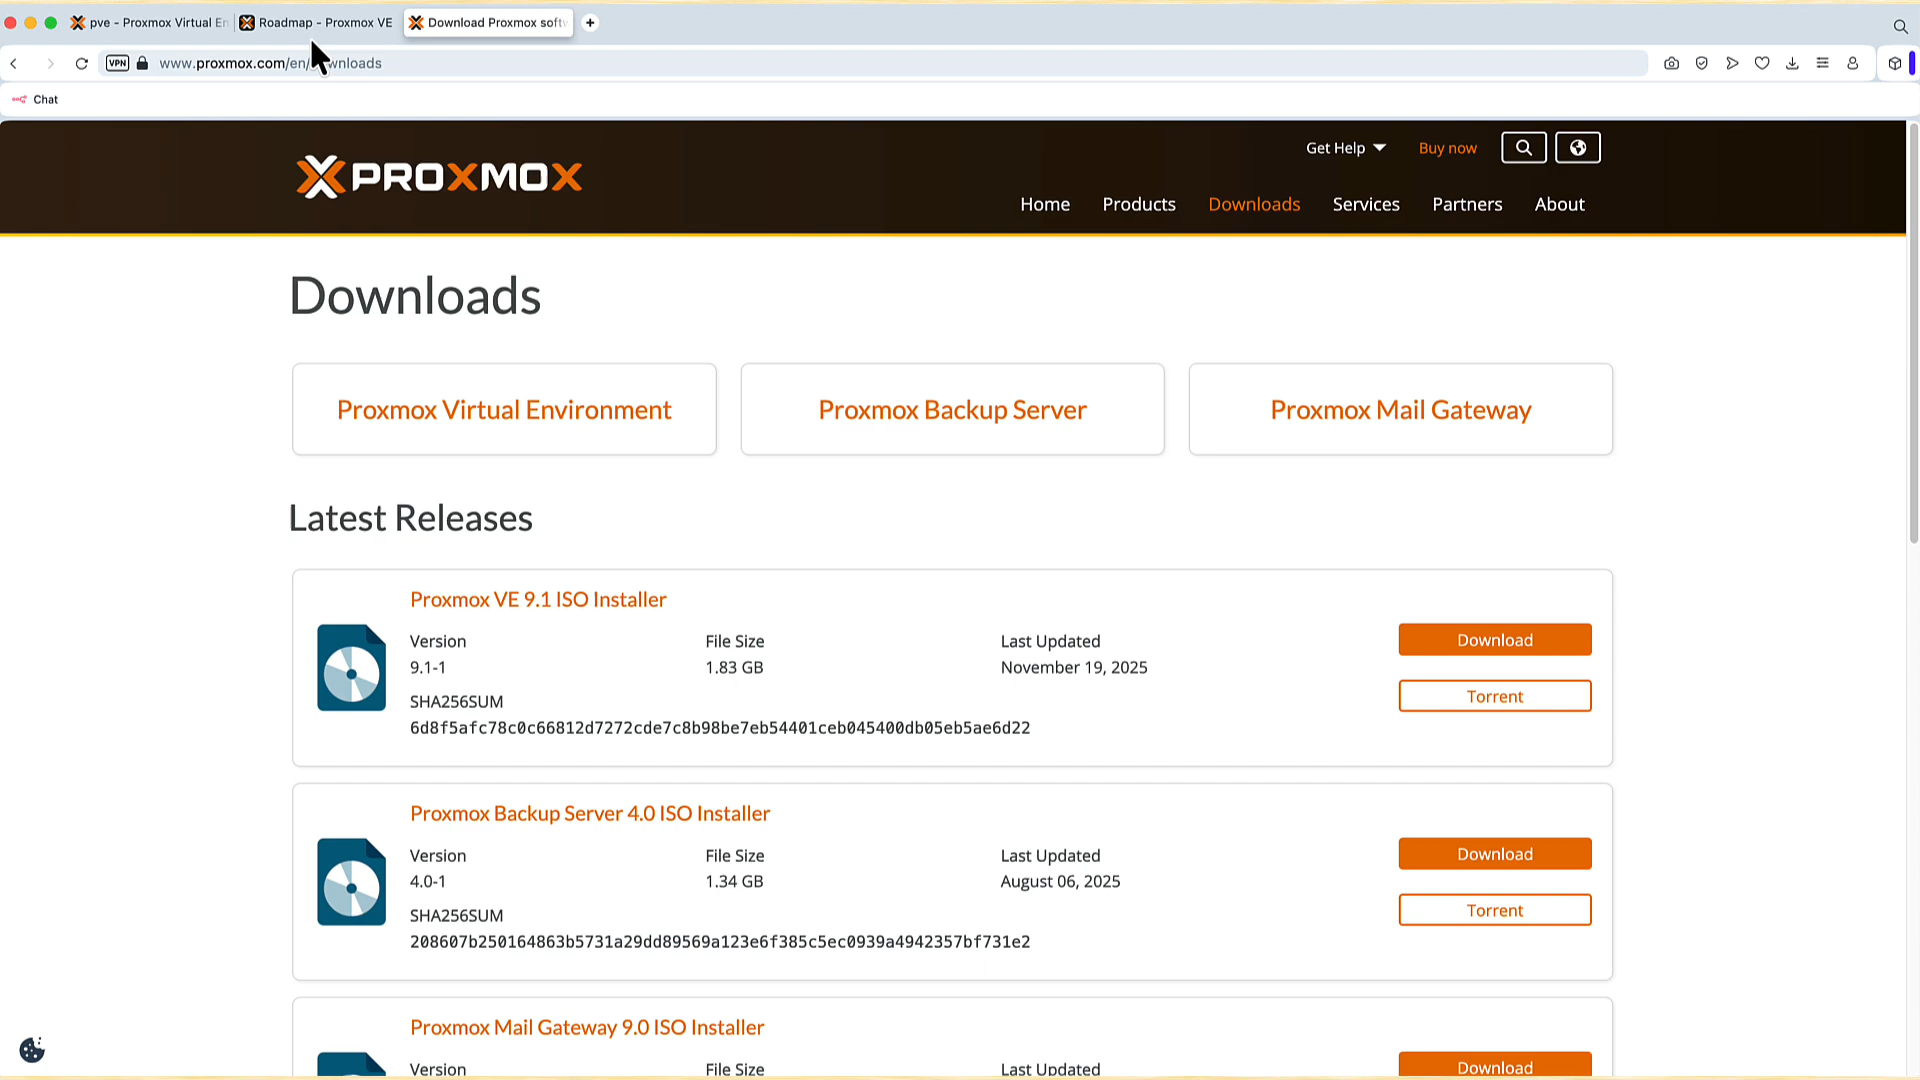 pve - Proxmox Virtual En
Roadmap - Proxmox VE
Download Proxmox softw
VPN
www.proxmox.com/en/ wnloads
Chat
PROXMOX
Get Help
Buy now
Home
Products
Downloads
Services
Partners
About
Downloads
Proxmox Virtual Environment
Proxmox Backup Server
Proxmox Mail Gateway
Latest Releases
Proxmox VE 9.1 ISO Installer
Version
File Size
Last Updated
9.1-1
1.83 GB
November 19, 2025
SHA256SUM
6d8f5afc78c0c66812d7272cde7c8b98be7eb54401ceb045400db05eb5ae6d22
Download
Torrent
Proxmox Backup Server 4.0 ISO Installer
Version
File Size
Last Updated
4.0-1
1.34 GB
August 06, 2025
SHA256SUM
208607b250164863b5731a29dd89569a123e6f385c5ec0939a4942357bf731e2
Download
Torrent
Proxmox Mail Gateway 9.0 ISO Installer
Version
File Size
Last Updated
Download